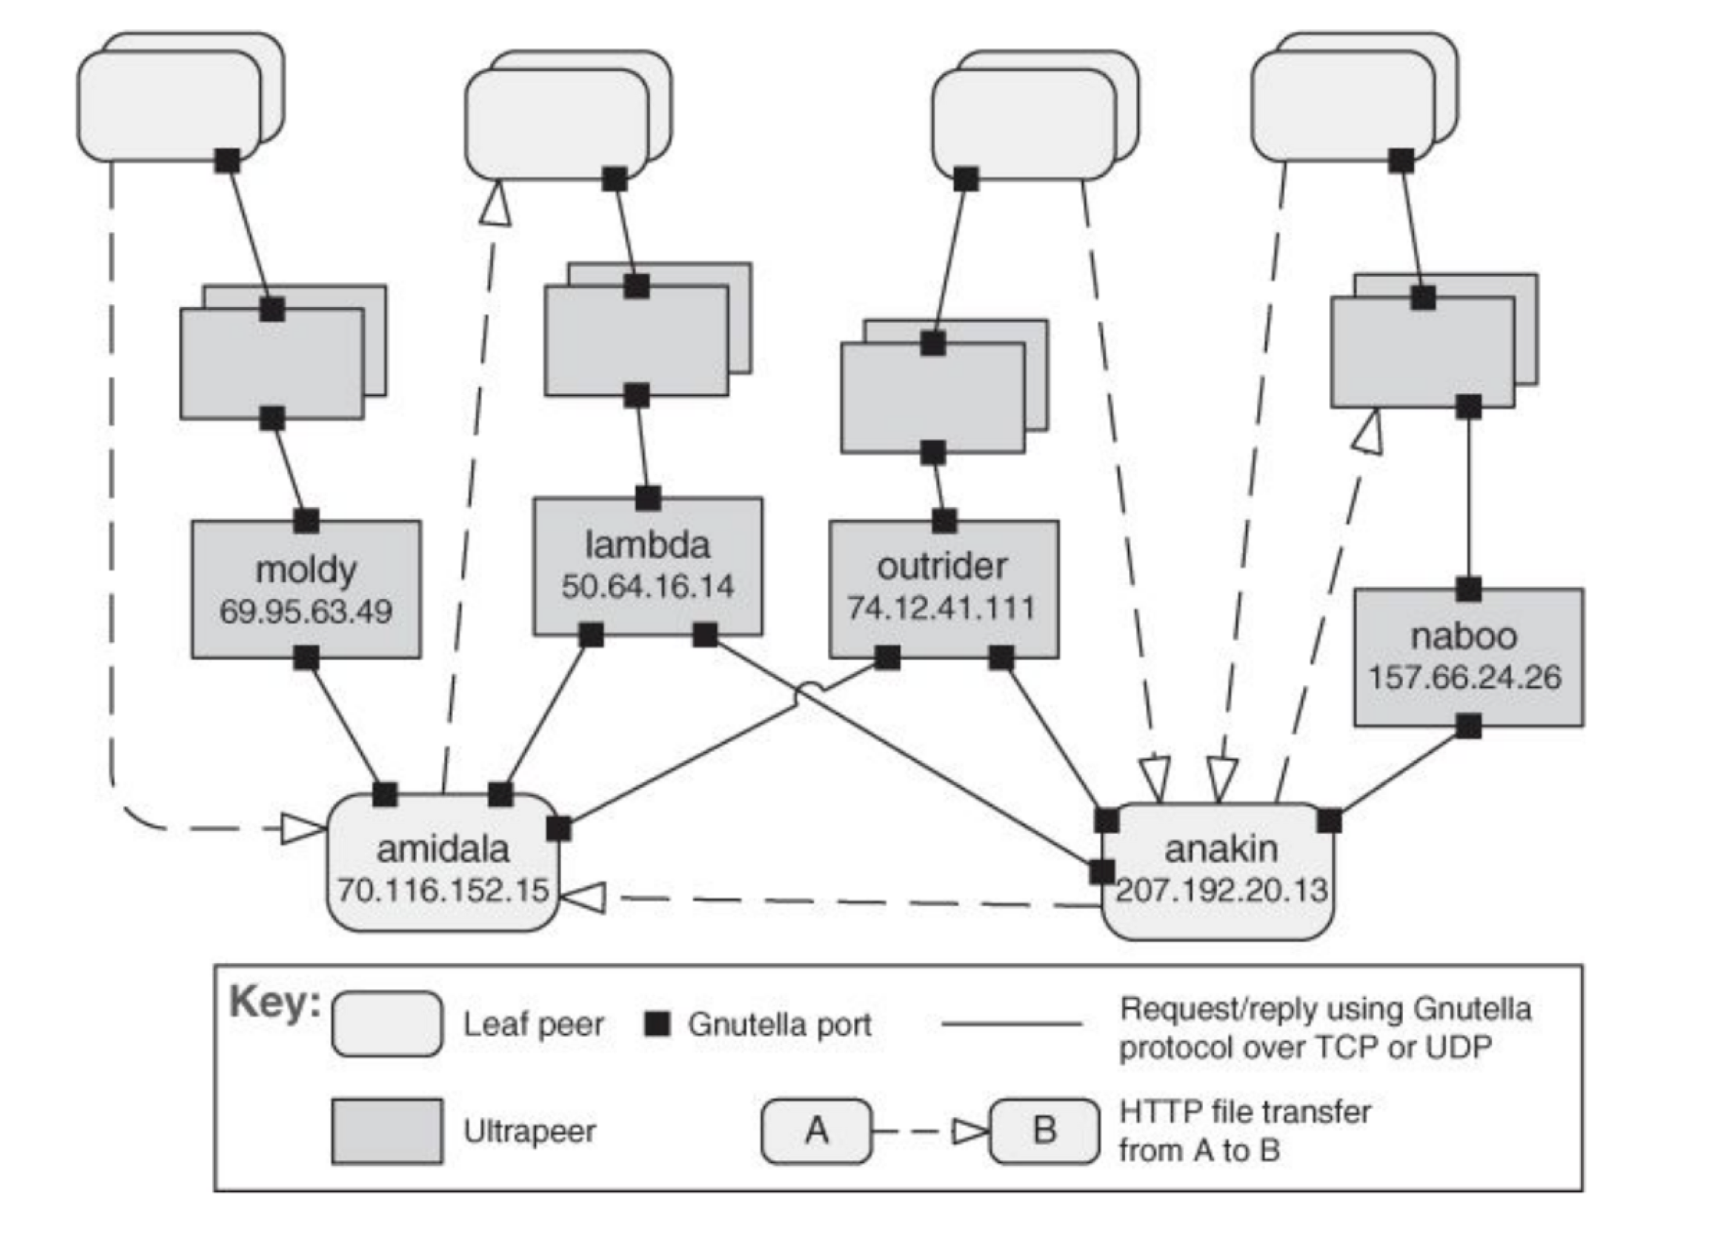 lambda
50.64.16.14
moldy
69.95.63.49
outrider
74.12.41.111
naboo
157.66.24.26
amidala
70.116.152.15
anakin
207.192.20.13
Key:
Leaf peer
Gnutella port
Request/reply using Gnutella
protocol over TCP or UDP
Ultrapeer
A
B
HTTP file transfer
from A to B